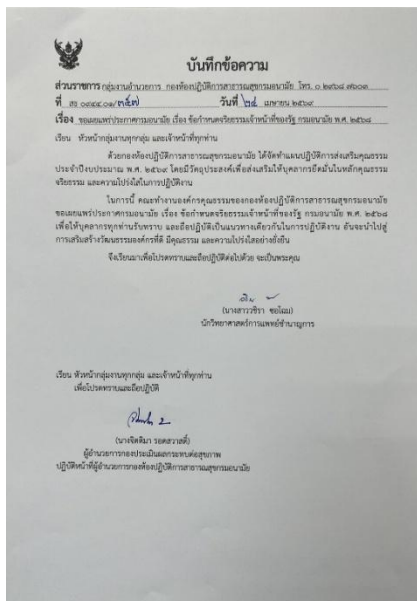 บันทึกข้อความ
ส่วนราชการ กลุ่มงานอำนวยการ กองห้องปฏิบัติการสาธารณสุขกรมอนามัย โทร. ๐ ๒๙๖๘ ๗๖๐๓
ที่ สธ ๐๙๔๔.๐๑/๓๕๗ วันที่ ๒๔ เมษายน ๒๕๖๙
เรื่อง ขอเผยแพร่ประกาศกรมอนามัย เรื่อง ข้อกำหนดจริยธรรมเจ้าหน้าที่ของรัฐ กรมอนามัย พ.ศ. ๒๕๖๘
เรียน หัวหน้ากลุ่มงานทุกกลุ่ม และเจ้าหน้าที่ทุกท่าน
ด้วยกองห้องปฏิบัติการสาธารณสุขกรมอนามัย ได้จัดทำแผนปฏิบัติการส่งเสริมคุณธรรม
ประจำปีงบประมาณ พ.ศ. ๒๕๖๙ โดยมีวัตถุประสงค์เพื่อส่งเสริมให้บุคลากรยึดมั่นในหลักคุณธรรม
จริยธรรม และความโปร่งใสในการปฏิบัติงาน
ในการนี้ คณะทำงานองค์กรคุณธรรมของกองห้องปฏิบัติการสาธารณสุขกรมอนามัย
ขอเผยแพร่ประกาศกรมอนามัย เรื่อง ข้อกำหนดจริยธรรมเจ้าหน้าที่ของรัฐ กรมอนามัย พ.ศ. ๒๕๖๘
เพื่อให้บุคลากรทุกท่านรับทราบ และถือปฏิบัติเป็นแนวทางเดียวกันในการปฏิบัติงาน อันจะนำไปสู่
การเสริมสร้างวัฒนธรรมองค์กรที่ดี มีคุณธรรม และความโปร่งใสอย่างยั่งยืน
จึงเรียนมาเพื่อโปรดทราบและถือปฏิบัติต่อไปด้วย จะเป็นพระคุณ
(นางสาววชิรา ชอโฉม)
นักวิทยาศาสตร์การแพทย์ชำนาญการ
เรียน หัวหน้ากลุ่มงานทุกกลุ่ม และเจ้าหน้าที่ทุกท่าน
เพื่อโปรดทราบและถือปฏิบัติ
(นางจิตติมา รอดสวาสดิ์)
ผู้อำนวยการกองประเมินผลกระทบต่อสุขภาพ
ปฏิบัติหน้าที่ผู้อำนวยการกองห้องปฏิบัติการสาธารณสุขกรมอนามัย